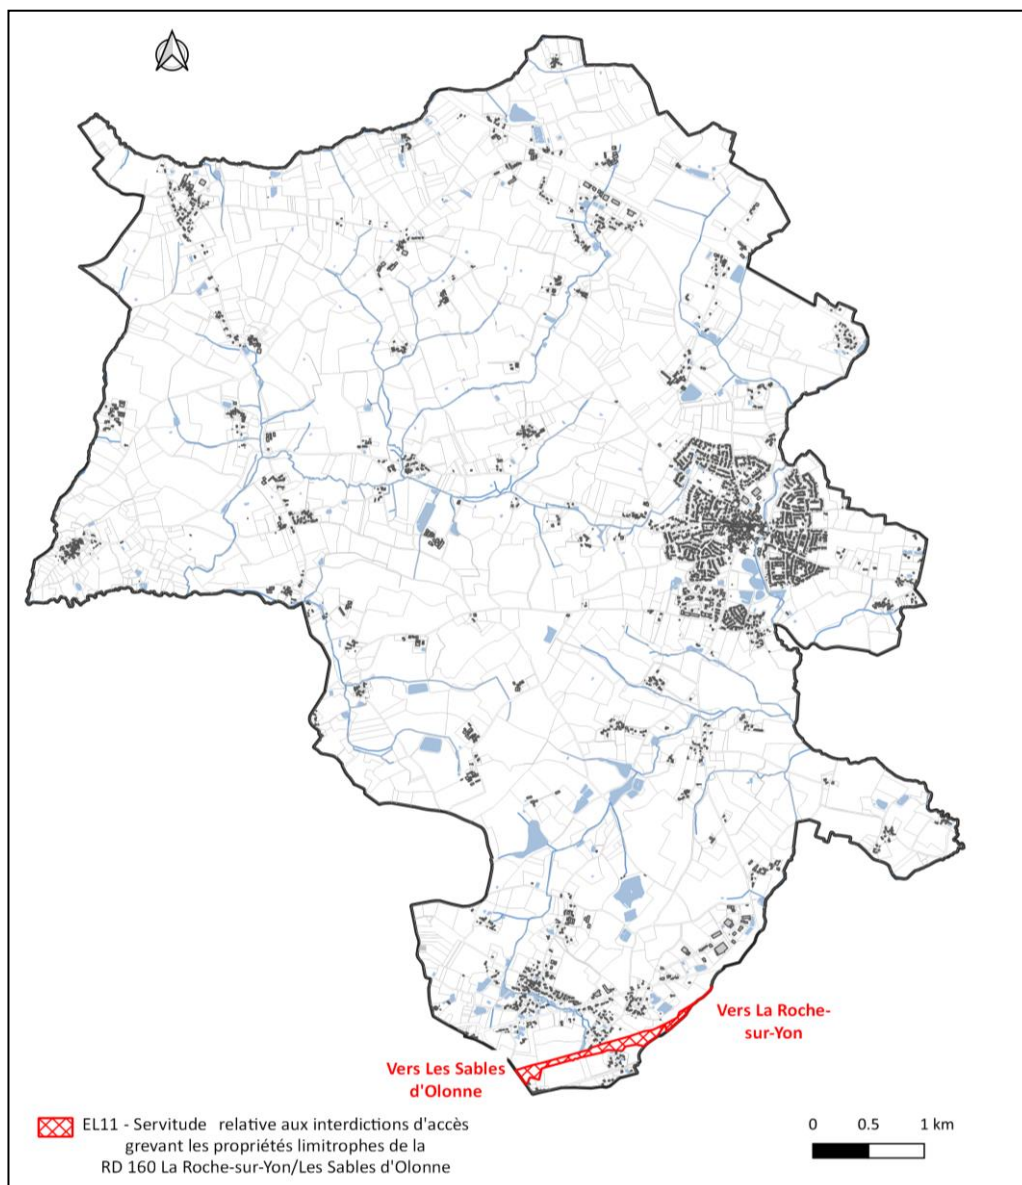 Vers La Roche-
sur-Yon
Vers Les Sables
d'Olonne
EL11 - Servitude relative aux interdictions d'accès
grevant les propriétés limitrophes de la
RD 160 La Roche-sur-Yon/Les Sables d'Olonne
0 0.5 1 km